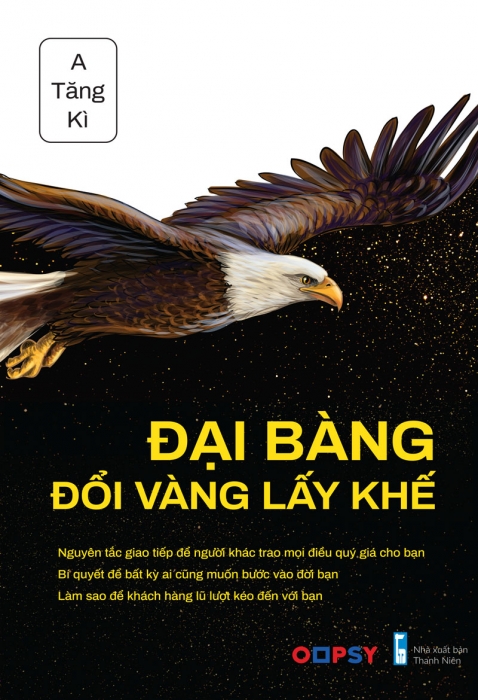 A
Tăng
Kì
ĐẠI BÀNG
ĐỔI VÀNG LẤY KHẾ
Nguyên tắc giao tiếp để người khác trao mọi điều quý giá cho bạn
Bí quyết để bất kỳ ai cũng muốn bước vào đời bạn
Làm sao để khách hàng lũ lượt kéo đến với bạn
OOPSY
Nhà xuất bản
Thanh Niên